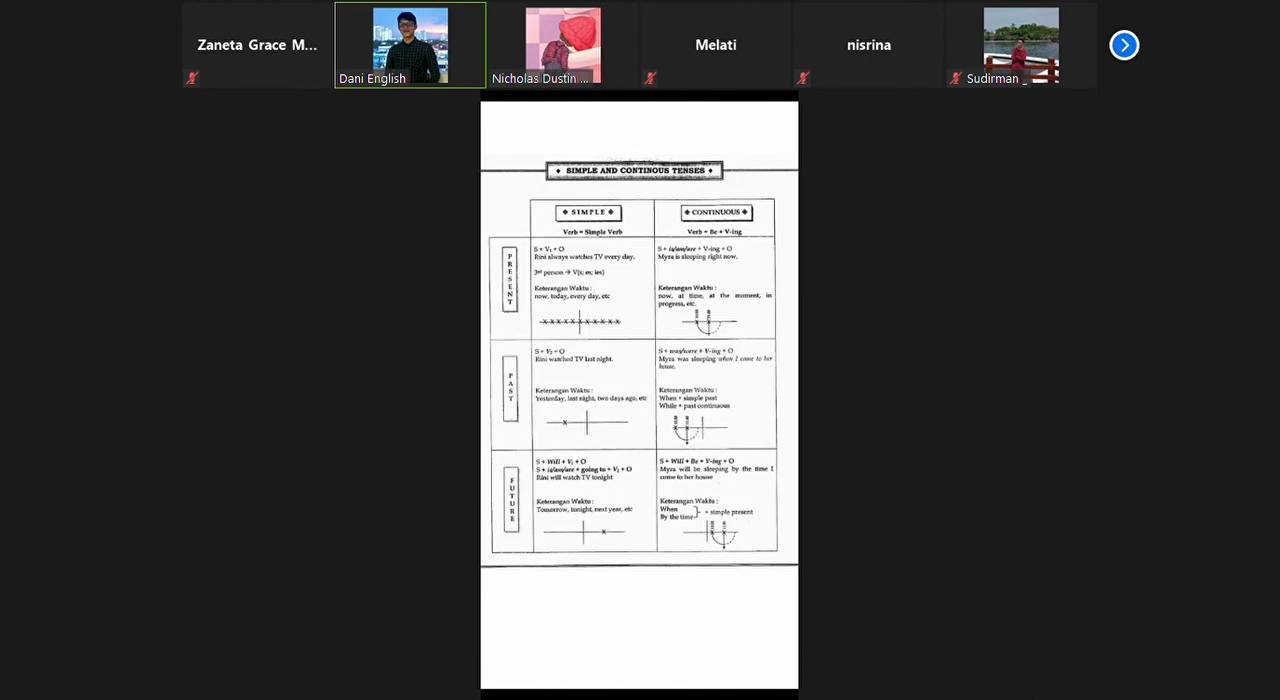 Zaneta Grace M...
Dani English
Nicholas Dustin ...
Melati
nisrina
Sudirman _
♦ SIMPLE AND CONTINOUS TENSES ♦
◆ SIMPLE ◆
Verb = Simple Verb
◆ CONTINUOUS ◆
Verb = Be + V-ing
PRESENT
S + V₁ + O
Rini always watches TV every day.
3rd person → V(s; es; ies)
Keterangan Waktu :
now, today, every day, etc
S + is/am/are + V-ing + O
Myra is sleeping right now.
Keterangan Waktu :
now, at time, at the moment, in
progress, etc.
PAST
S + V₂ + O
Rini watched TV last night.
Keterangan Waktu :
Yesterday, last night, two days ago, etc
S + was/were + V-ing + O
Myra was sleeping when I come to her
house.
Keterangan Waktu :
When + simple past
While + past continuous
FUTURE
S + Will + V₁ + O
S + is/am/are + going to + V₁ + O
Rini will watch TV tonight
Keterangan Waktu :
Tomorrow, tonight, next year, etc
S + Will + Be + V-ing + O
Myra will be sleeping by the time I
come to her house
Keterangan Waktu :
When
By the time
+ simple present